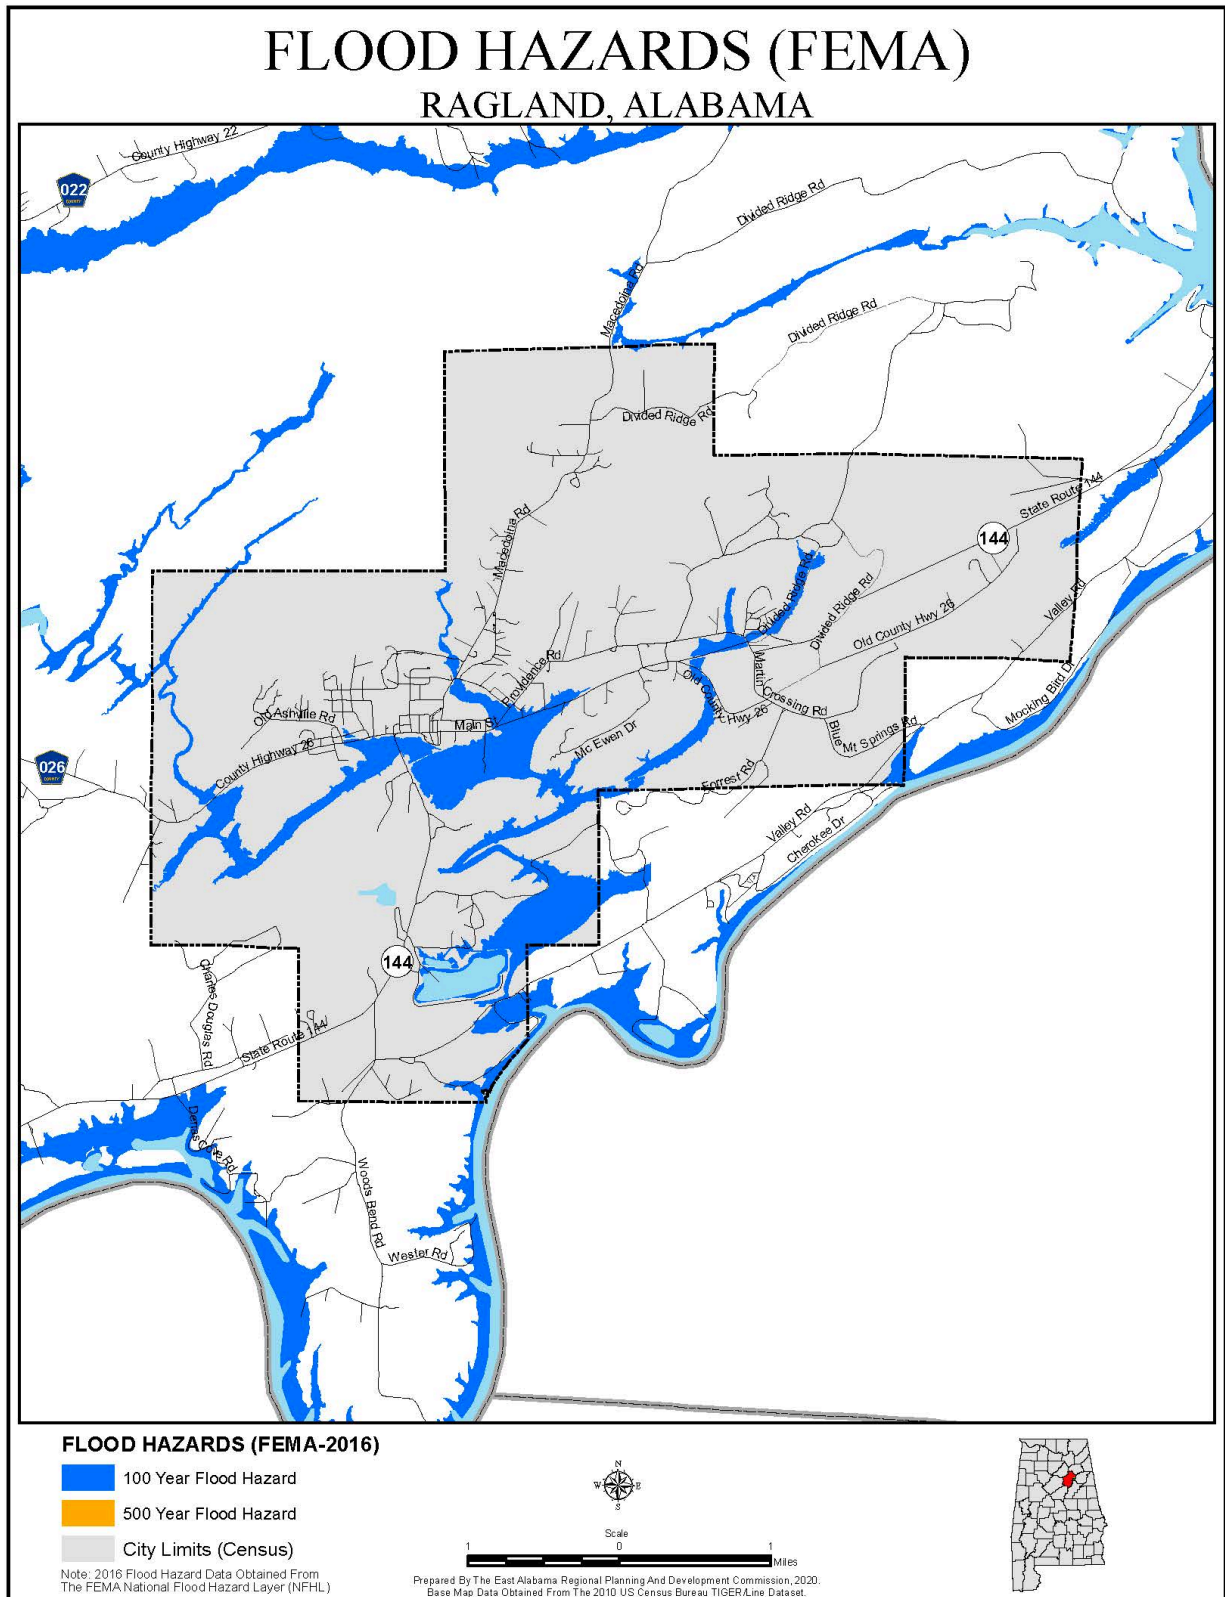 FLOOD HAZARDS (FEMA)
RAGLAND, ALABAMA
County Highway 22
022
COUNTY
Divided Ridge Rd
Macedoina Rd
Divided Ridge Rd
Divided Ridge Rd
State Route 144
144
Macedoina Rd
Divided Ridge Rd
Divided Ridge Rd
Old County Hwy 26
Valley Rd
Providence Rd
Martin Crossing Rd
Old County Hwy 26
Mocking Bird Dr
Old Ashville Rd
Main St
Blue Mt Springs Rd
Mc Ewen Dr
County Highway 26
026
COUNTY
Forrest Rd
Valley Rd
Cherokee Dr
144
Charles Douglas Rd
State Route 144
Cove Rd
Woods Bend Rd
Wester Rd
FLOOD HAZARDS (FEMA-2016)
100 Year Flood Hazard
500 Year Flood Hazard
City Limits (Census)
Note: 2016 Flood Hazard Data Obtained From
The FEMA National Flood Hazard Layer (NFHL)
N
W E
S
Scale
1 0 1
Miles
Prepared By The East Alabama Regional Planning And Development Commission, 2020.
Base Map Data Obtained From The 2010 US Census Bureau TIGER/Line Dataset.